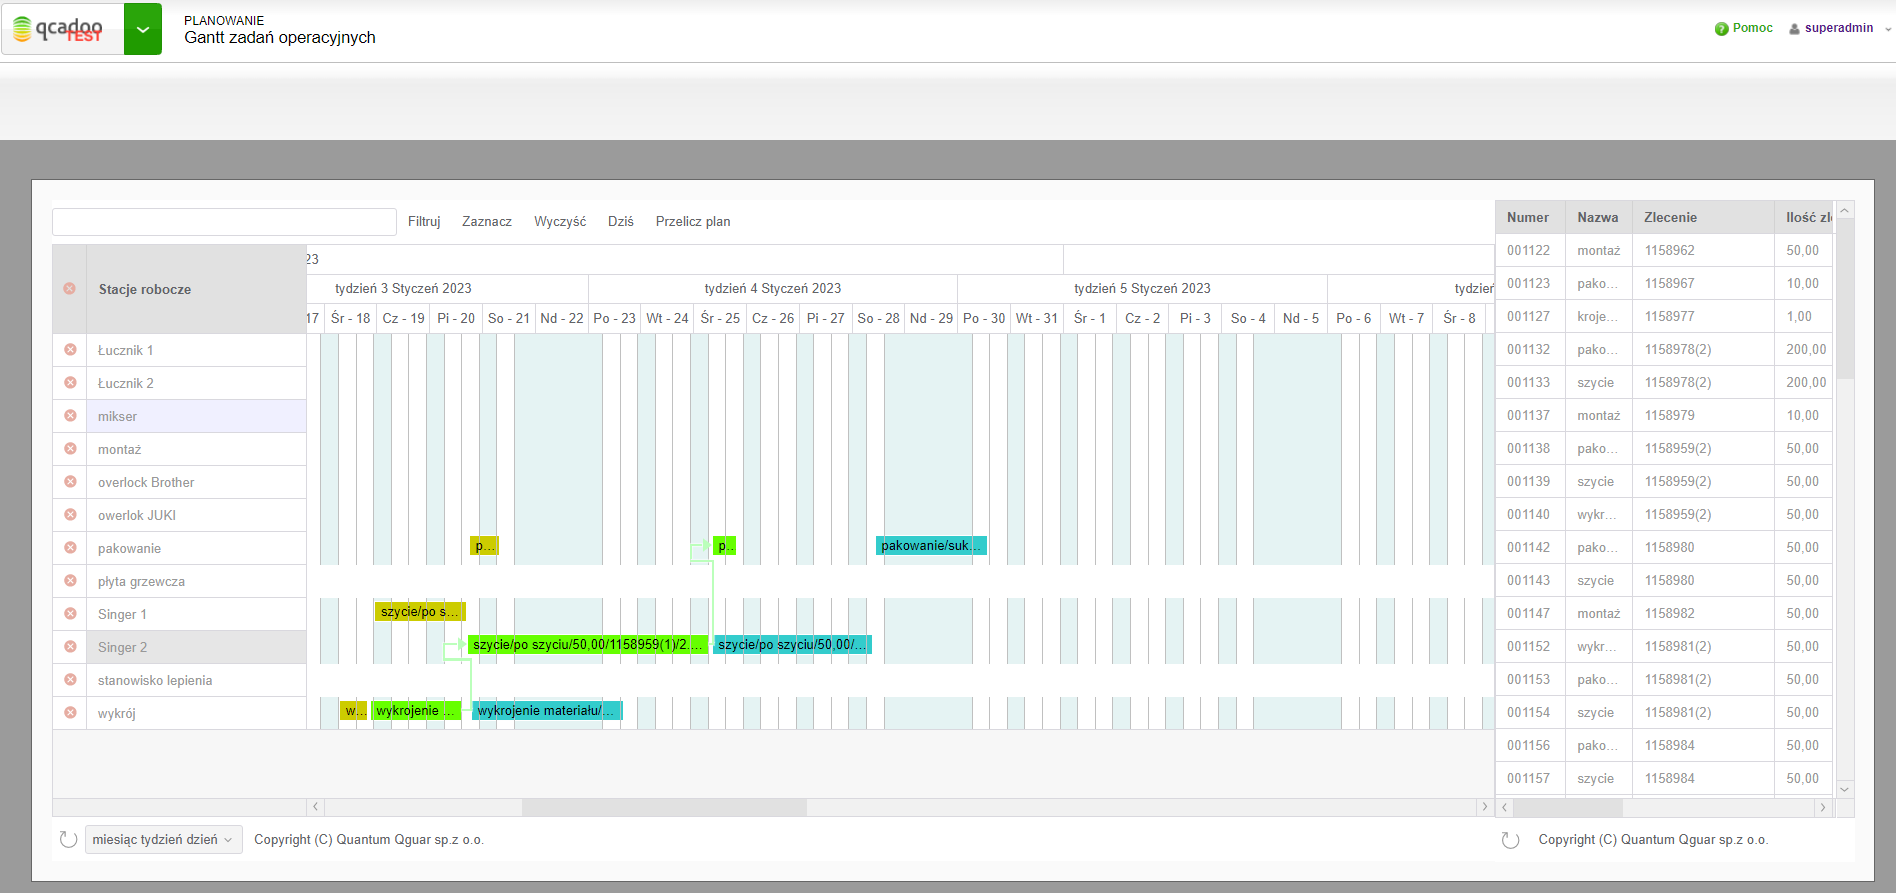 qcadoo
TEST
PLANOWANIE
Gantt zadań operacyjnych
Pomoc
superadmin
Filtruj Zaznacz Wyczyść Dziś Przelicz plan
Stacje robocze
23
tydzień 3 Styczeń 2023 tydzień 4 Styczeń 2023 tydzień 5 Styczeń 2023 tydzień
17 Śr - 18 Cz - 19 Pi - 20 So - 21 Nd - 22 Po - 23 Wt - 24 Śr - 25 Cz - 26 Pi - 27 So - 28 Nd - 29 Po - 30 Wt - 31 Śr - 1 Cz - 2 Pi - 3 So - 4 Nd - 5 Po - 6 Wt - 7 Śr - 8
Łucznik 1
Łucznik 2
mikser
montaż
overlock Brother
owerlok JUKI
pakowanie p... p... pakowanie/suk...
płyta grzewcza
Singer 1 szycie/po s...
Singer 2 szycie/po szyciu/50,00/1158959(1)/2.... szycie/po szyciu/50,00/...
stanowisko lepienia
wykrój w... wykrojenie ... wykrojenie materiału/...
miesiąc tydzień dzień Copyright (C) Quantum Qguar sp.z o.o.
Numer Nazwa Zlecenie Ilość zl
001122 montaż 1158962 50,00
001123 pako... 1158967 10,00
001127 kroje... 1158977 1,00
001132 pako... 1158978(2) 200,00
001133 szycie 1158978(2) 200,00
001137 montaż 1158979 10,00
001138 pako... 1158959(2) 50,00
001139 szycie 1158959(2) 50,00
001140 wykr... 1158959(2) 50,00
001142 pako... 1158980 50,00
001143 szycie 1158980 50,00
001147 montaż 1158982 50,00
001152 wykr... 1158981(2) 50,00
001153 pako... 1158981(2) 50,00
001154 szycie 1158981(2) 50,00
001156 pako... 1158984 50,00
001157 szycie 1158984 50,00
Copyright (C) Quantum Qguar sp.z o.o.